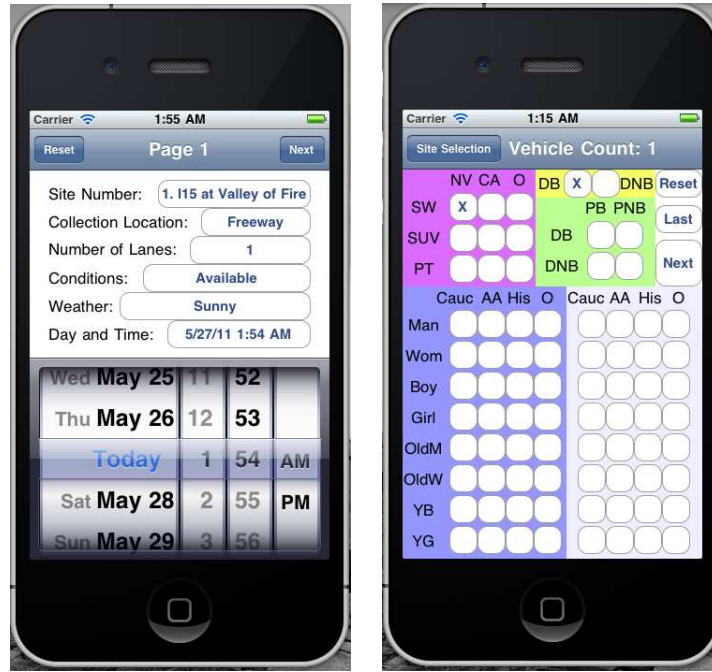 Carrier 1:55 AM
Reset Page 1 Next
Site Number: 1. I15 at Valley of Fire
Collection Location: Freeway
Number of Lanes: 1
Conditions: Available
Weather: Sunny
Day and Time: 5/27/11 1:54 AM
Wed May 25 11 52
Thu May 26 12 53
Today 1 54 AM
Sat May 28 2 55 PM
Sun May 29 3 56
Carrier 1:15 AM
Site Selection Vehicle Count: 1
NV CA O DB X DNB Reset
SW X PB PNB Last
SUV DB
PT DNB Next
Cauc AA His O Cauc AA His O
Man
Wom
Boy
Girl
OldM
OldW
YB
YG